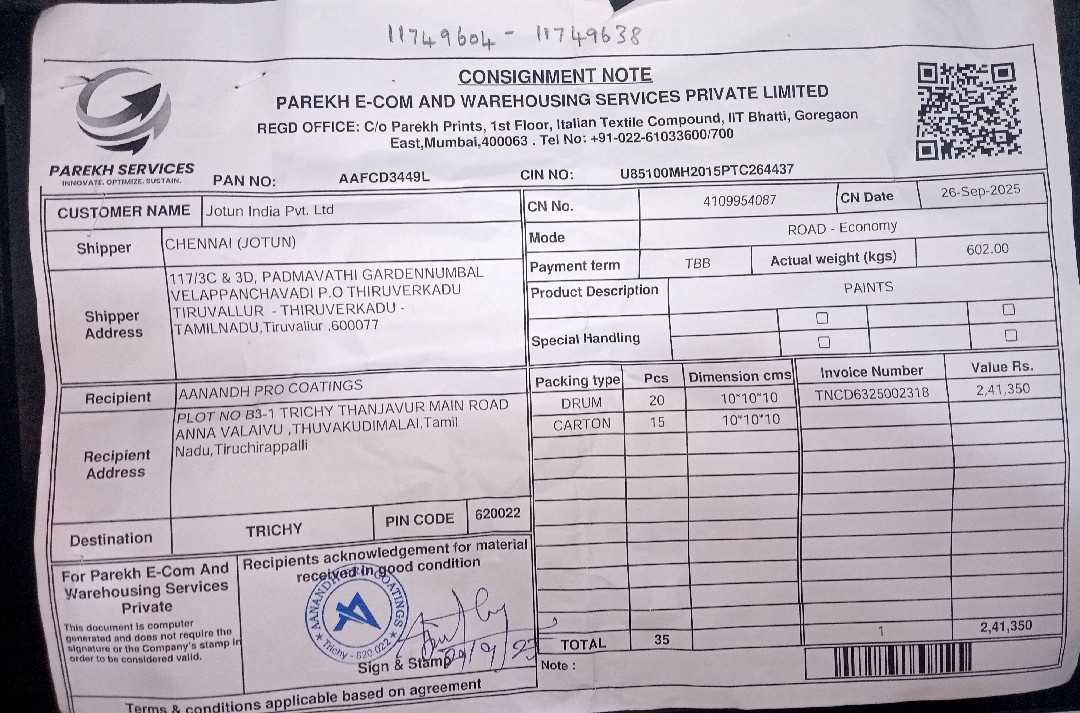 11749604 - 11749638
CONSIGNMENT NOTE
PAREKH E-COM AND WAREHOUSING SERVICES PRIVATE LIMITED
REGD OFFICE: C/o Parekh Prints, 1st Floor, Italian Textile Compound, IIT Bhatti, Goregaon
East,Mumbai,400063 . Tel No: +91-022-61033600/700
PAREKH SERVICES
INNOVATE. OPTIMIZE. SUSTAIN.
PAN NO: AAFCD3449L CIN NO: U85100MH2015PTC264437
CUSTOMER NAME Jotun India Pvt. Ltd
CN No. 4109954087 CN Date 26-Sep-2025
Shipper CHENNAI (JOTUN)
Mode ROAD - Economy
Payment term TBB Actual weight (kgs) 602.00
Shipper
Address
117/3C & 3D, PADMAVATHI GARDENNUMBAL
VELAPPANCHAVADI P.O THIRUVERKADU
TIRUVALLUR - THIRUVERKADU -
TAMILNADU,Tiruvallur ,600077
Product Description PAINTS
Special Handling
Recipient AANANDH PRO COATINGS
Recipient
Address
PLOT NO B3-1 TRICHY THANJAVUR MAIN ROAD
ANNA VALAIVU ,THUVAKUDIMALAI,Tamil
Nadu,Tiruchirappalli
Packing type Pcs Dimension cms Invoice Number Value Rs.
DRUM 20 10*10*10 TNCD6325002318 2,41,350
CARTON 15 10*10*10
Destination TRICHY PIN CODE 620022
For Parekh E-Com And
Warehousing Services
Private
This document is computer
generated and does not require the
signature or the Company's stamp in
order to be considered valid.
Recipients acknowledgement for material
received in good condition
AANANDH PRO COATINGS
Trichy - 620 022
Sign & Stamp
TOTAL 35 1 2,41,350
Note :
Terms & conditions applicable based on agreement